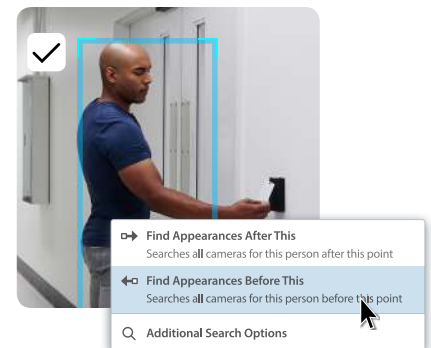 Find Appearances After This
Searches all cameras for this person after this point
Find Appearances Before This
Searches all cameras for this person before this point
Additional Search Options